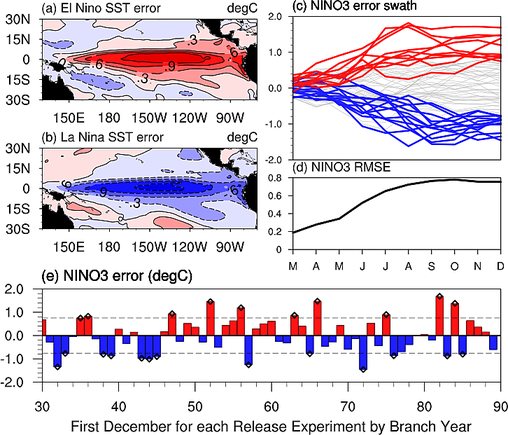 (a) El Nino SST error degC
30N
15N
0
15S
30S
0 .6 .9 .3 .6
150E 180W 150W 120W 90W
(b) La Nina SST error degC
30N
15N
0
15S
30S
.3 .6
150E 180W 150W 120W 90W
(c) NINO3 error swath
2.0
1.0
0.0
-1.0
-2.0
(d) NINO3 RMSE
0.8
0.6
0.4
0.2
0
M A M J J A S O N D
(e) NINO3 error (degC)
2.0
1.0
0.0
-1.0
-2.0
30 40 50 60 70 80 90
First December for each Release Experiment by Branch Year